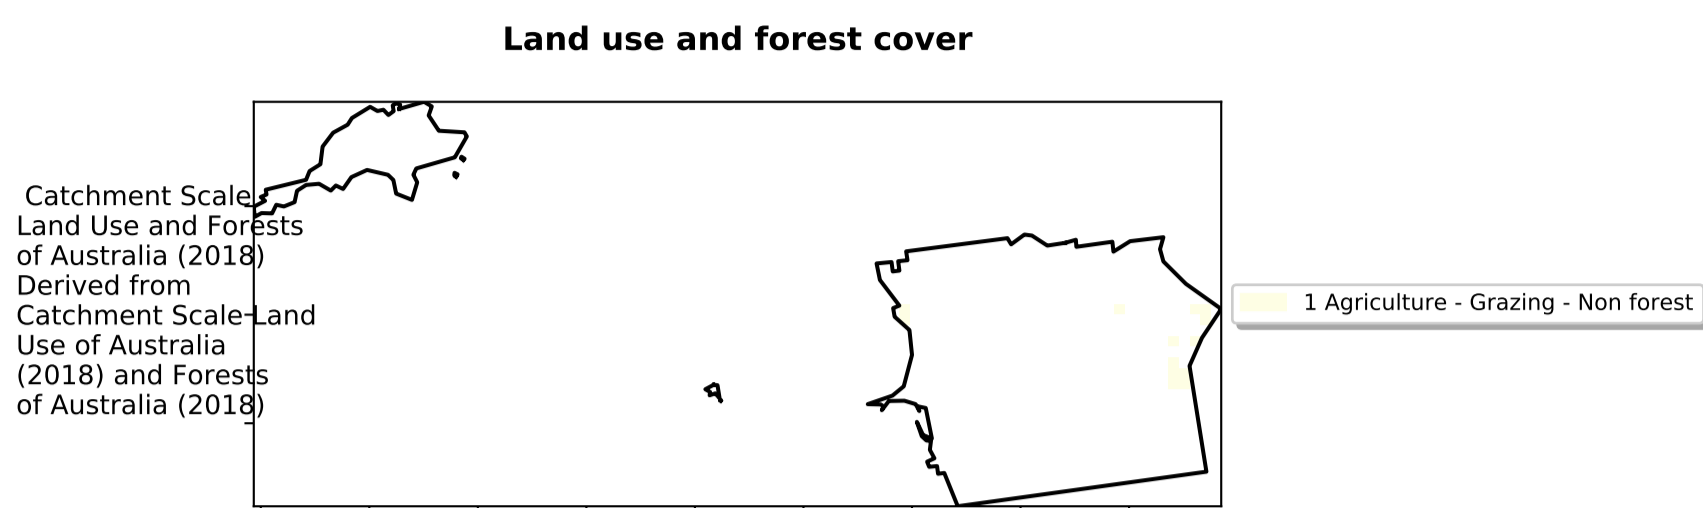 Land use and forest cover
Catchment Scale
Land Use and Forests
of Australia (2018)
Derived from
Catchment Scale Land
Use of Australia
(2018) and Forests
of Australia (2018)
1 Agriculture - Grazing - Non forest